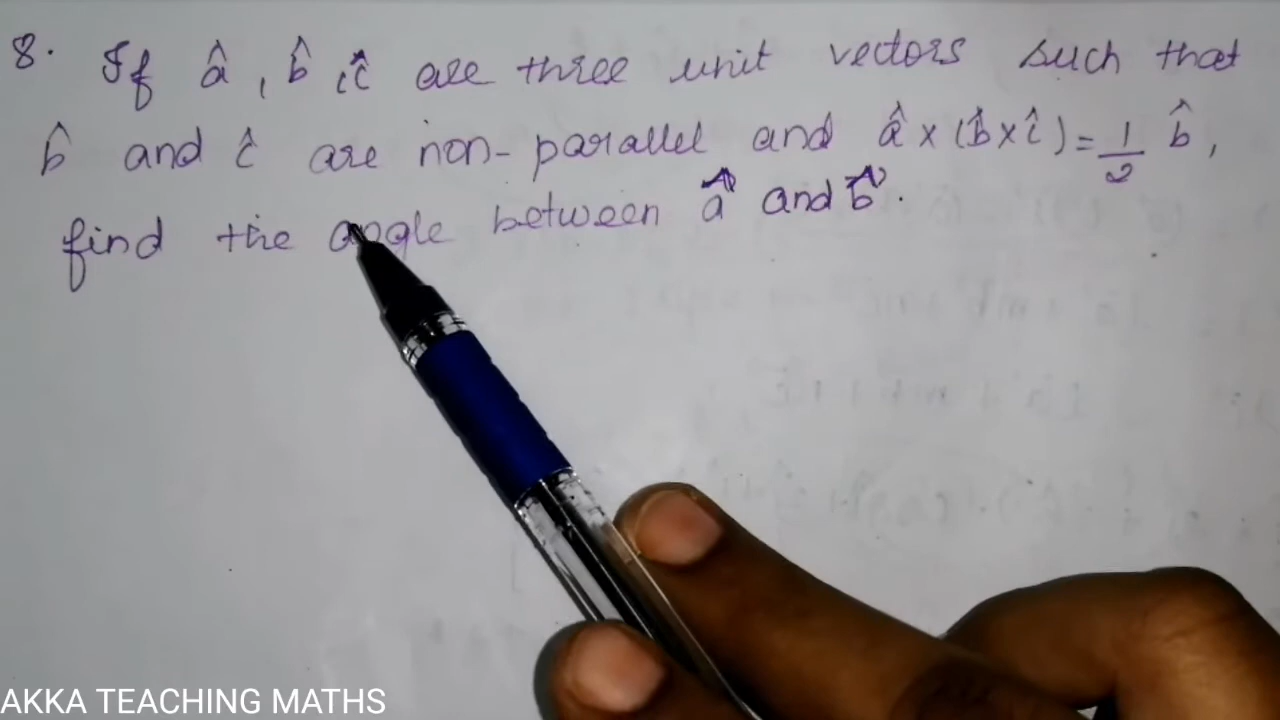 8. If â, b̂, ĉ are three unit vectors such that
b̂ and ĉ are non-parallel and â × (b̂ × ĉ) = 1/2 b̂,
find the angle between â and b̂.
AKKA TEACHING MATHS